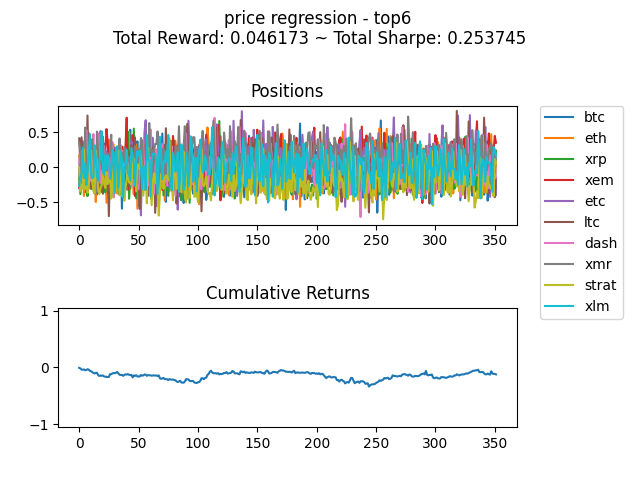 price regression - top6
Total Reward: 0.046173 ~ Total Sharpe: 0.253745
Positions
0.5
0.0
−0.5
0 50 100 150 200 250 300 350
btc
eth
xrp
xem
etc
ltc
dash
xmr
strat
xlm
Cumulative Returns
1
0
−1
0 50 100 150 200 250 300 350